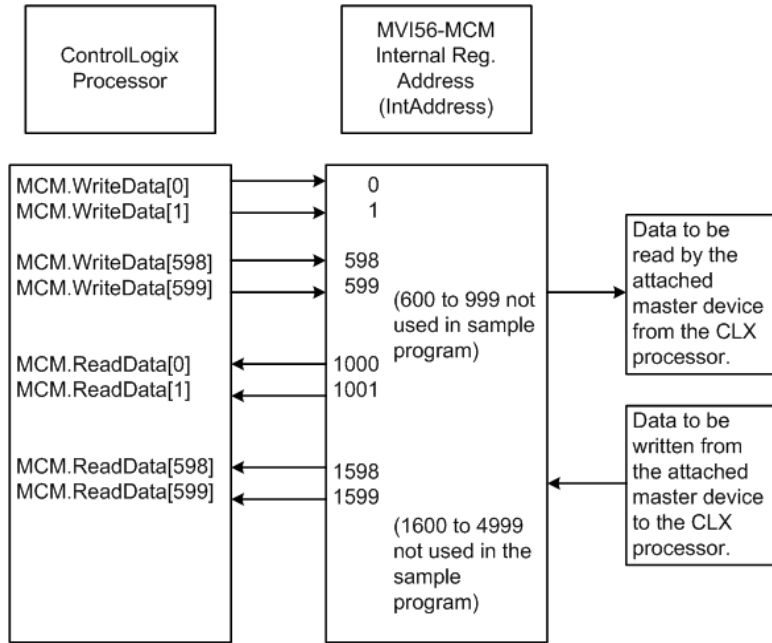 ControlLogix
Processor
MVI56-MCM
Internal Reg.
Address
(IntAddress)
MCM.WriteData[0]
MCM.WriteData[1]
MCM.WriteData[598]
MCM.WriteData[599]
MCM.ReadData[0]
MCM.ReadData[1]
MCM.ReadData[598]
MCM.ReadData[599]
0
1
598
599
(600 to 999 not
used in sample
program)
1000
1001
1598
1599
(1600 to 4999
not used in the
sample
program)
Data to be
read by the
attached
master device
from the CLX
processor.
Data to be
written from
the attached
master device
to the CLX
processor.